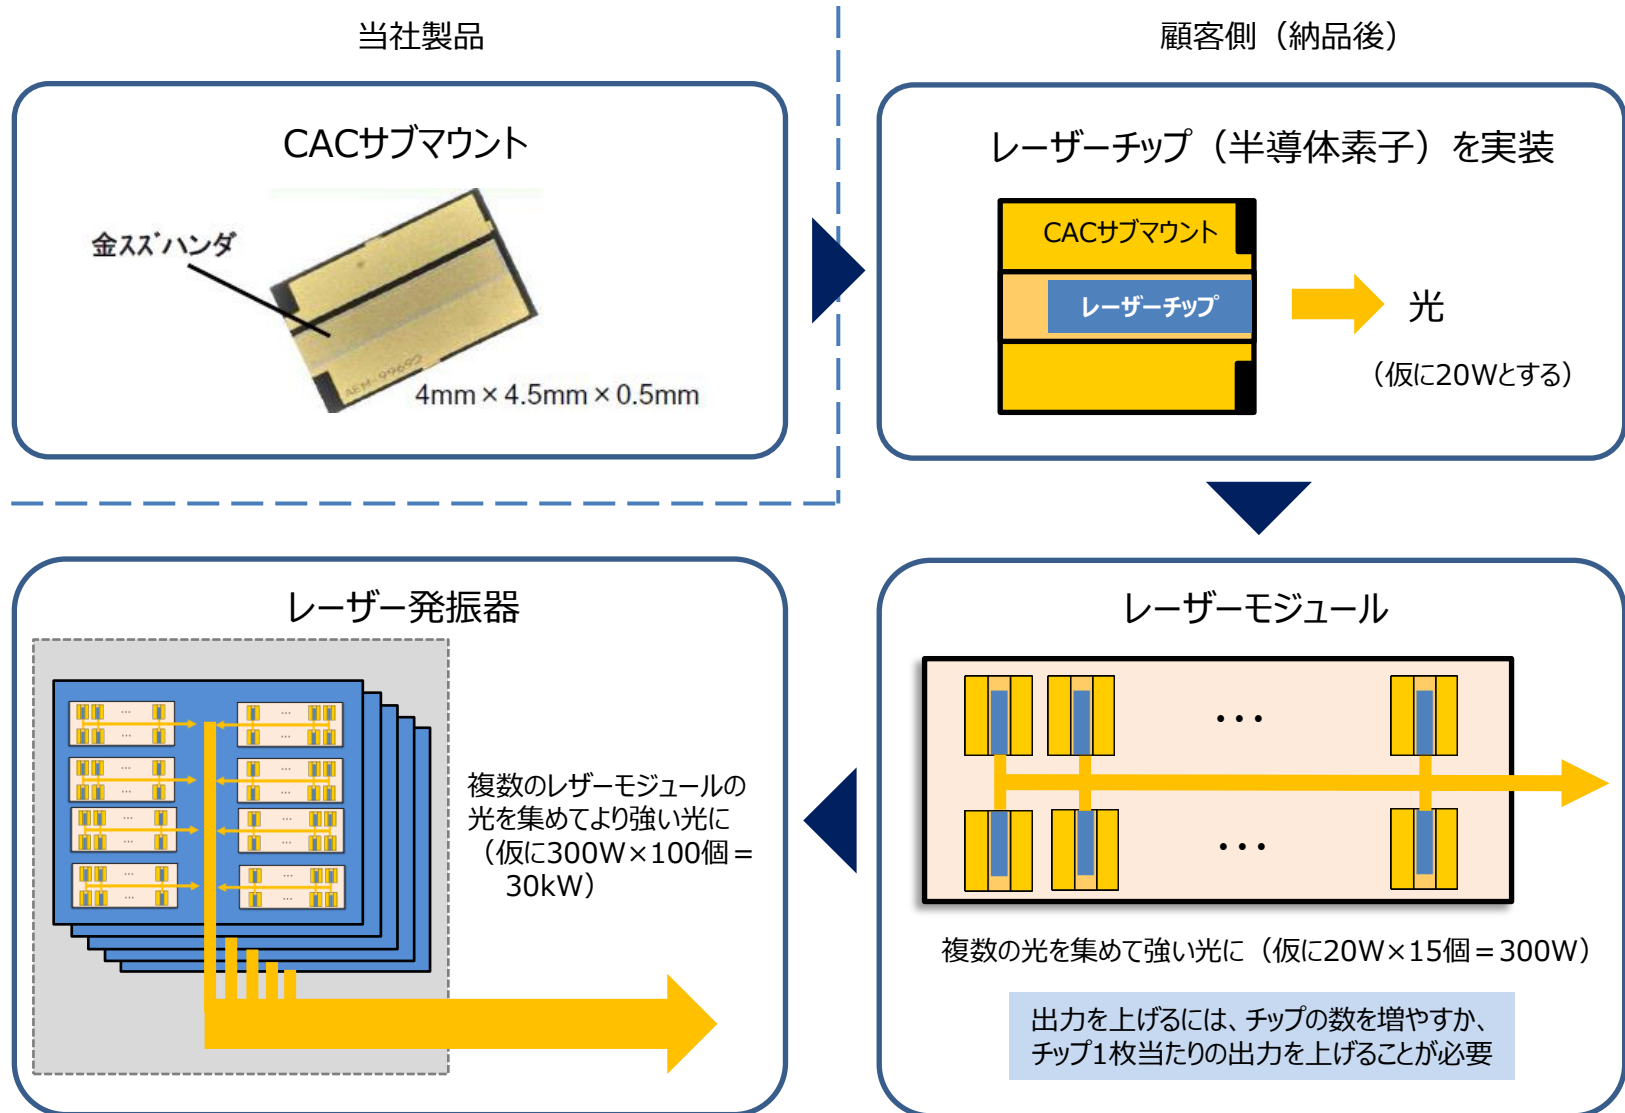 当社製品
顧客側（納品後）
CACサブマウント
金スズハンダ
AEM-99692
4mm×4.5mm×0.5mm
レーザーチップ（半導体素子）を実装
CACサブマウント
レーザーチップ
光
（仮に20Wとする）
レーザー発振器
複数のレザーモジュールの
光を集めてより強い光に
（仮に300W×100個＝
30kW）
レーザーモジュール
…
…
複数の光を集めて強い光に（仮に20W×15個＝300W）
出力を上げるには、チップの数を増やすか、
チップ1枚当たりの出力を上げることが必要